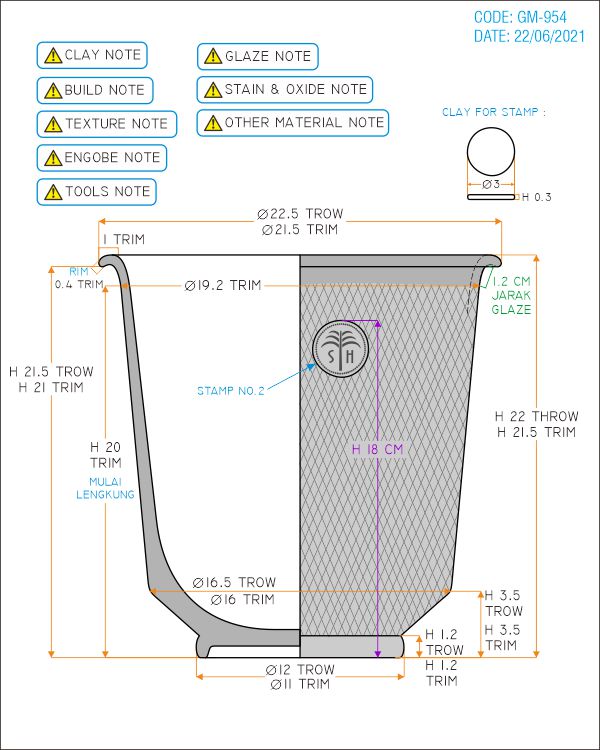 CODE: GM-954
DATE: 22/06/2021
CLAY NOTE
GLAZE NOTE
BUILD NOTE
STAIN & OXIDE NOTE
TEXTURE NOTE
OTHER MATERIAL NOTE
ENGOBE NOTE
TOOLS NOTE
CLAY FOR STAMP :
Ø3
H 0.3
Ø22.5 TROW
Ø21.5 TRIM
1 TRIM
RIM
0.4 TRIM
Ø19.2 TRIM
1.2 CM
JARAK
GLAZE
S H
STAMP NO.2
H 21.5 TROW
H 21 TRIM
H 22 THROW
H 21.5 TRIM
H 18 CM
H 20
TRIM
MULAI
LENGKUNG
Ø16.5 TROW
Ø16 TRIM
H 3.5
TROW
H 3.5
TRIM
H 1.2
TROW
H 1.2
TRIM
Ø12 TROW
Ø11 TRIM